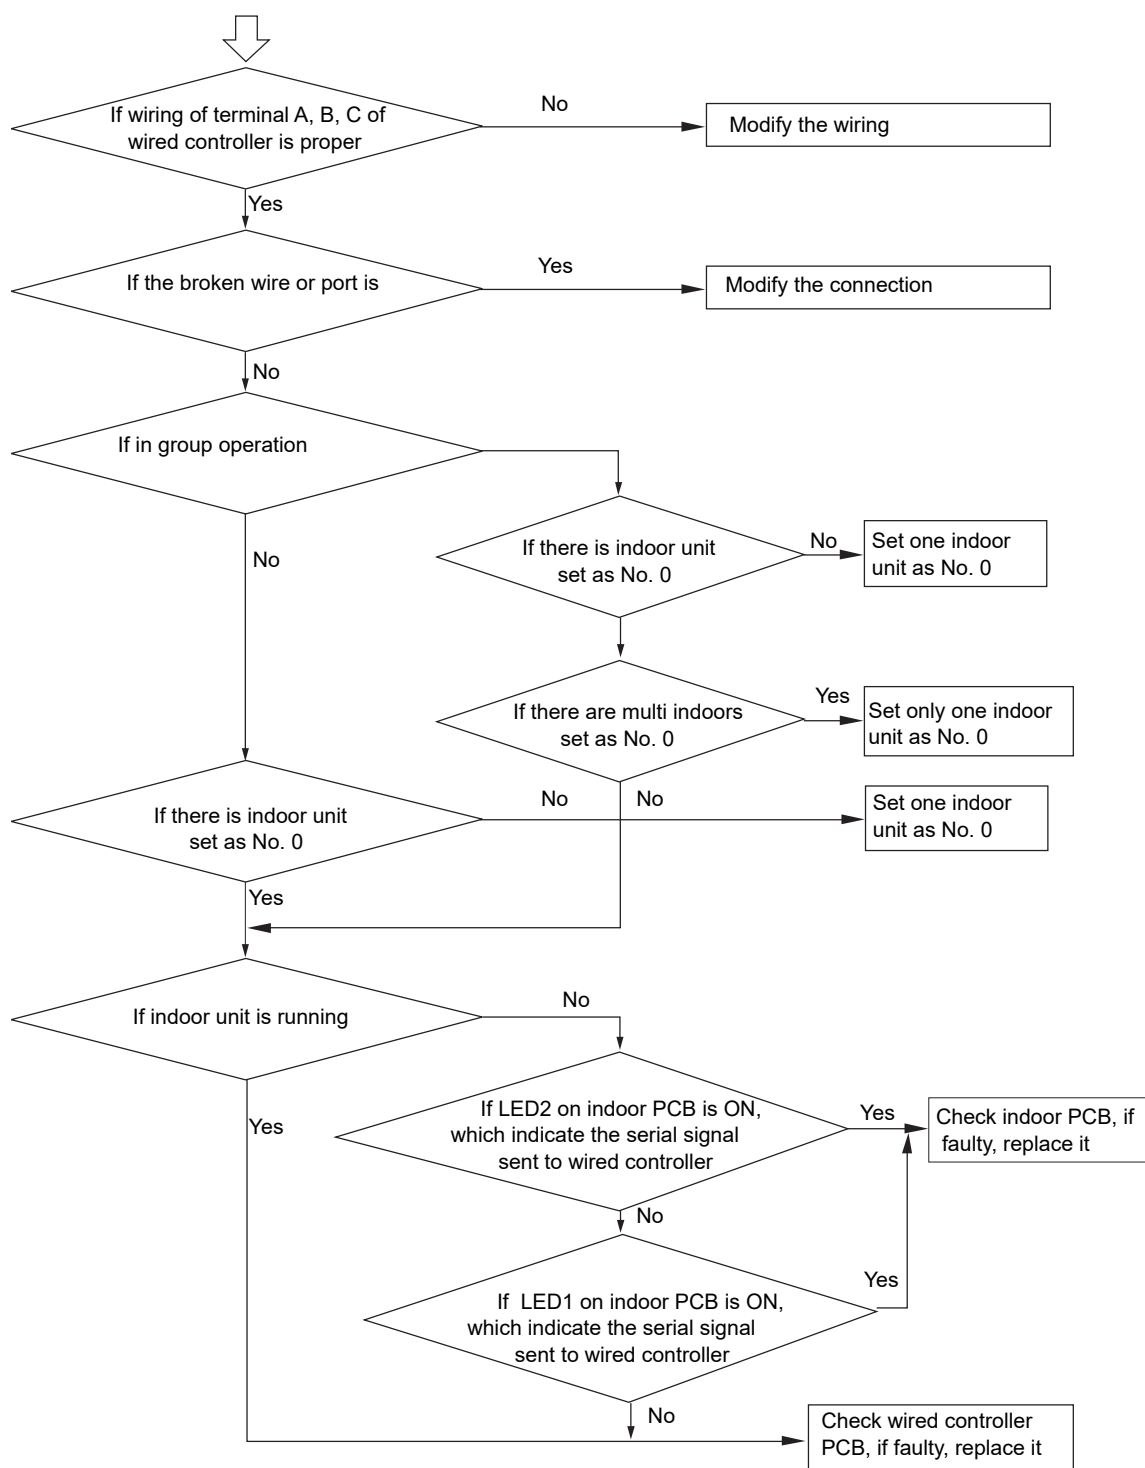 If wiring of terminal A, B, C of
wired controller is proper
No
Modify the wiring
Yes
If the broken wire or port is
Yes
Modify the connection
No
If in group operation
No
If there is indoor unit
set as No. 0
No
Set one indoor
unit as No. 0
If there are multi indoors
set as No. 0
Yes
Set only one indoor
unit as No. 0
If there is indoor unit
set as No. 0
No
No
Set one indoor
unit as No. 0
Yes
If indoor unit is running
No
Yes
If LED2 on indoor PCB is ON,
which indicate the serial signal
sent to wired controller
Yes
Check indoor PCB, if
faulty, replace it
No
If LED1 on indoor PCB is ON,
which indicate the serial signal
sent to wired controller
Yes
No
Check wired controller
PCB, if faulty, replace it